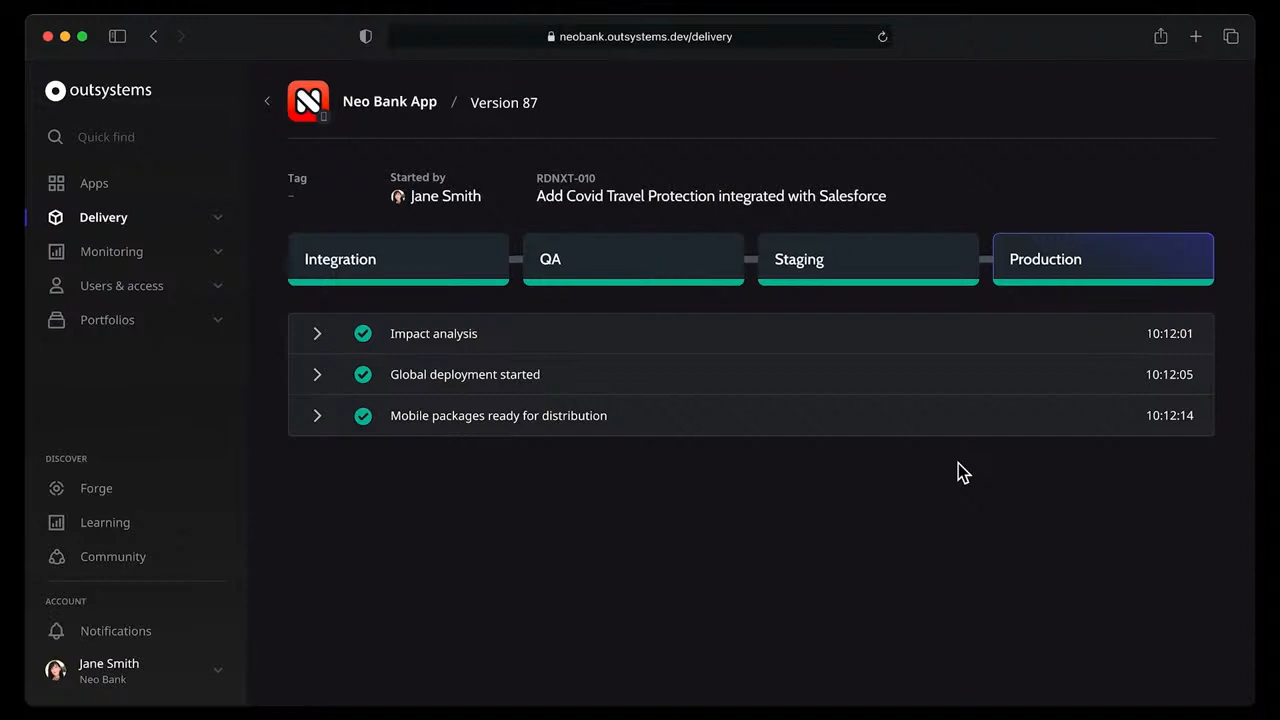 neobank.outsystems.dev/delivery
outsystems
Quick find
Apps
Delivery
Monitoring
Users & access
Portfolios
DISCOVER
Forge
Learning
Community
ACCOUNT
Notifications
Jane Smith
Neo Bank
Neo Bank App / Version 87
Tag
–
Started by
Jane Smith
RDNXT-010
Add Covid Travel Protection integrated with Salesforce
Integration
QA
Staging
Production
Impact analysis 10:12:01
Global deployment started 10:12:05
Mobile packages ready for distribution 10:12:14